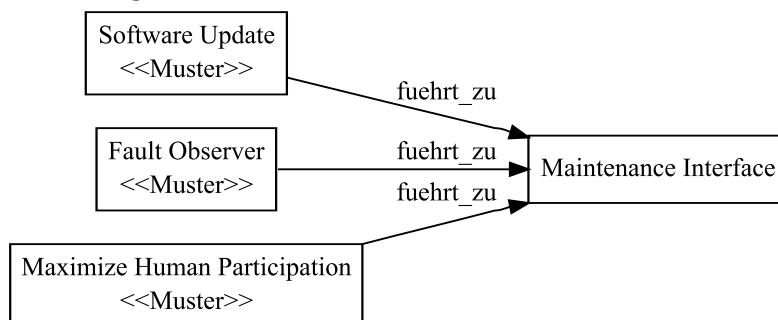 Software Update
<<Muster>>
fuehrt_zu
Fault Observer
<<Muster>>
fuehrt_zu
Maintenance Interface
fuehrt_zu
Maximize Human Participation
<<Muster>>